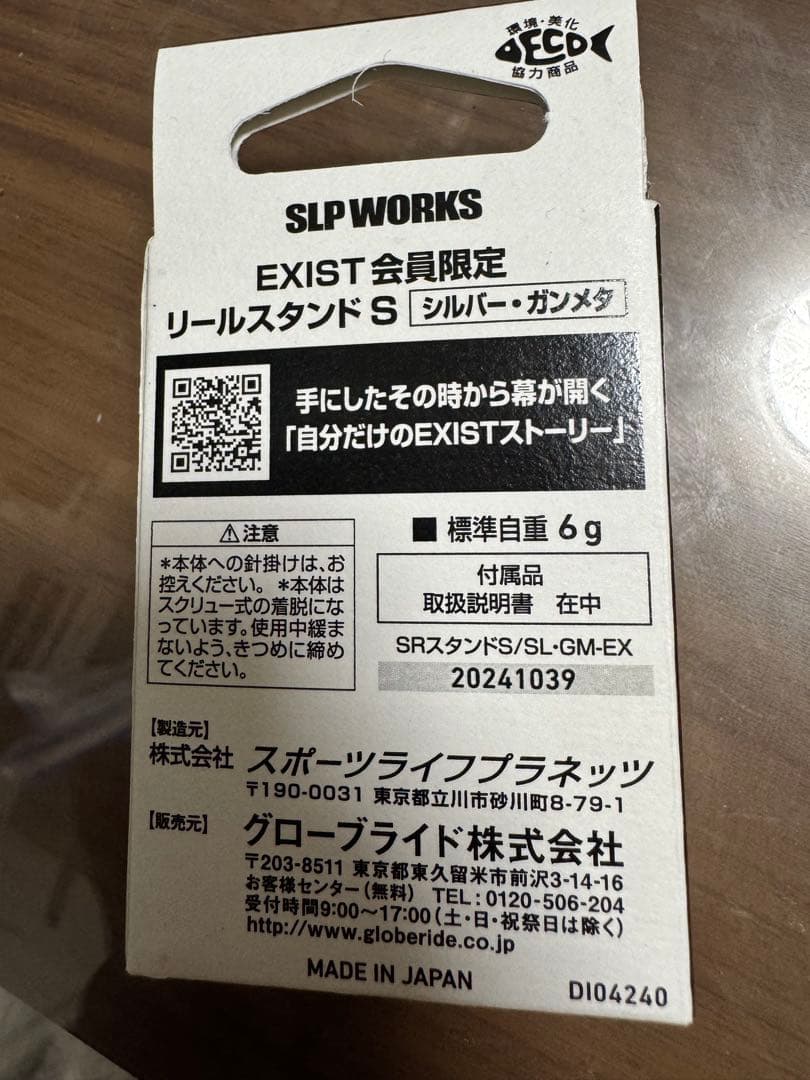 環境・美化
ECO
協力商品
SLP WORKS
EXIST 会員限定
リールスタンド S シルバー・ガンメタ
手にしたその時から幕が開く
「自分だけのEXISTストーリー」
⚠注意
*本体への針掛けは、お
控えください。 *本体は
スクリュー式の着脱にな
っています。使用中緩ま
ないよう、きつめに締め
てください。
■ 標準自重 6g
付属品
取扱説明書 在中
SRスタンドS/SL・GM-EX
20241039
【製造元】
株式会社 スポーツライフプラネッツ
〒190-0031 東京都立川市砂川町8-79-1
【販売元】
グローブライド株式会社
〒203-8511 東京都東久留米市前沢3-14-16
お客様センター(無料) TEL:0120-506-204
受付時間9:00〜17:00(土・日・祝祭日は除く)
http://www.globeride.co.jp
MADE IN JAPAN
DI04240